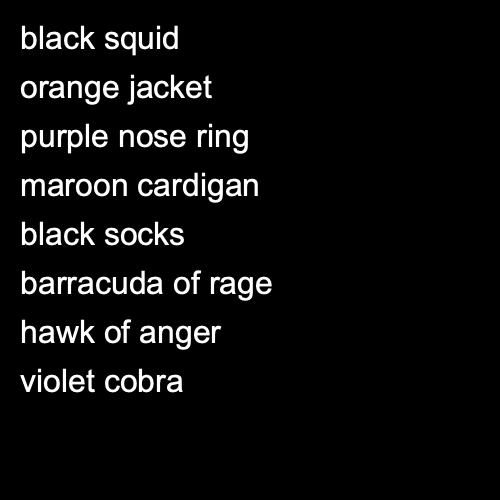 black squid
orange jacket
purple nose ring
maroon cardigan
black socks
barracuda of rage
hawk of anger
violet cobra